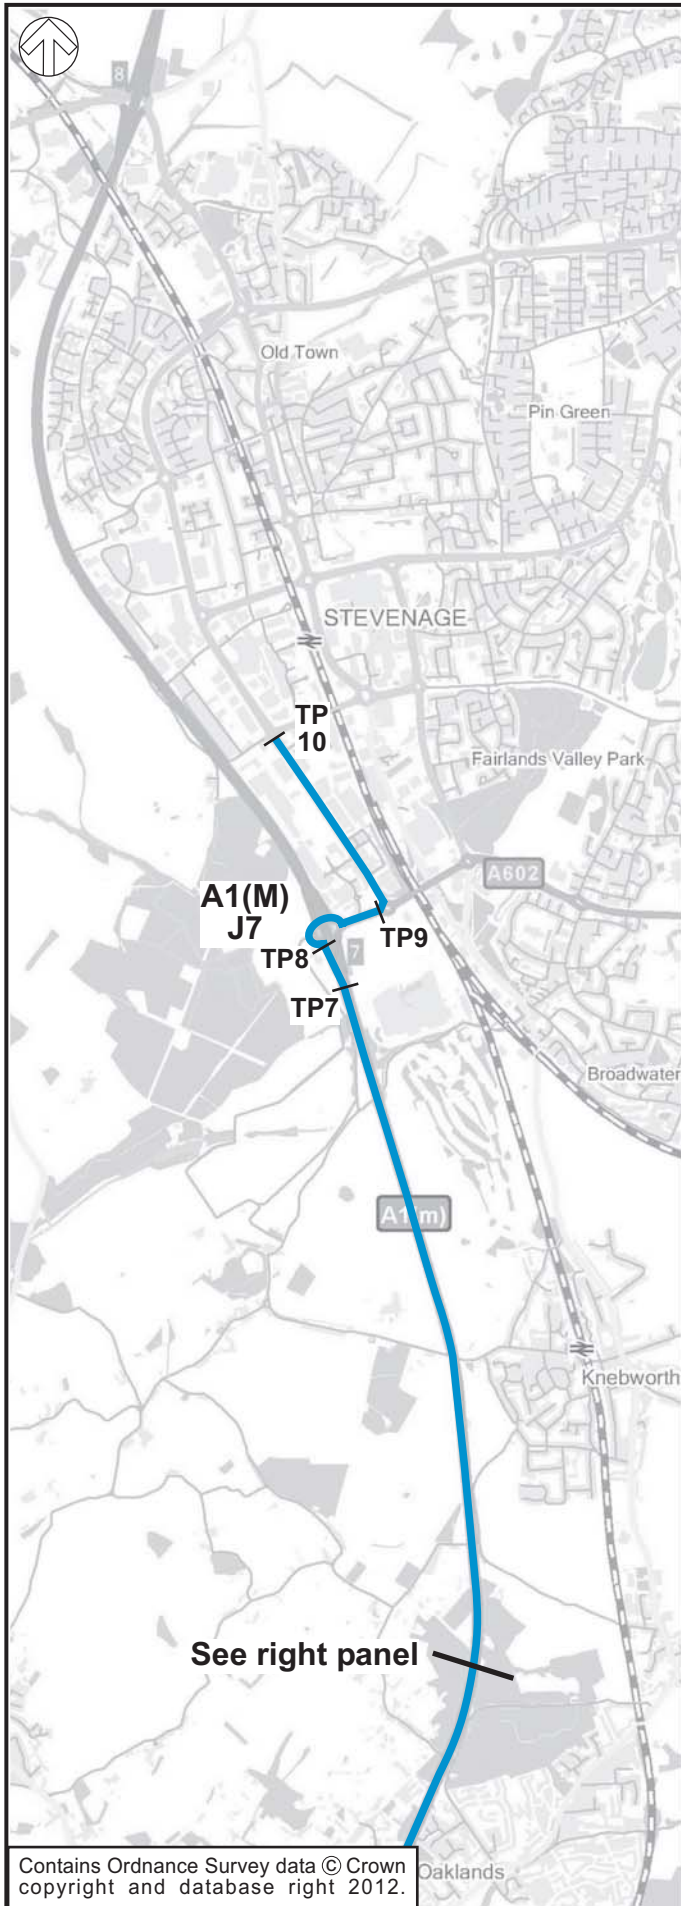 8
Old Town
Pin Green
STEVENAGE
TP
10
Fairlands Valley Park
A602
A1(M)
J7
TP9
TP8
7
TP7
Broadwater
A1(m)
Knebworth
See right panel
Oaklands
Contains Ordnance Survey data © Crown
copyright and database right 2012.